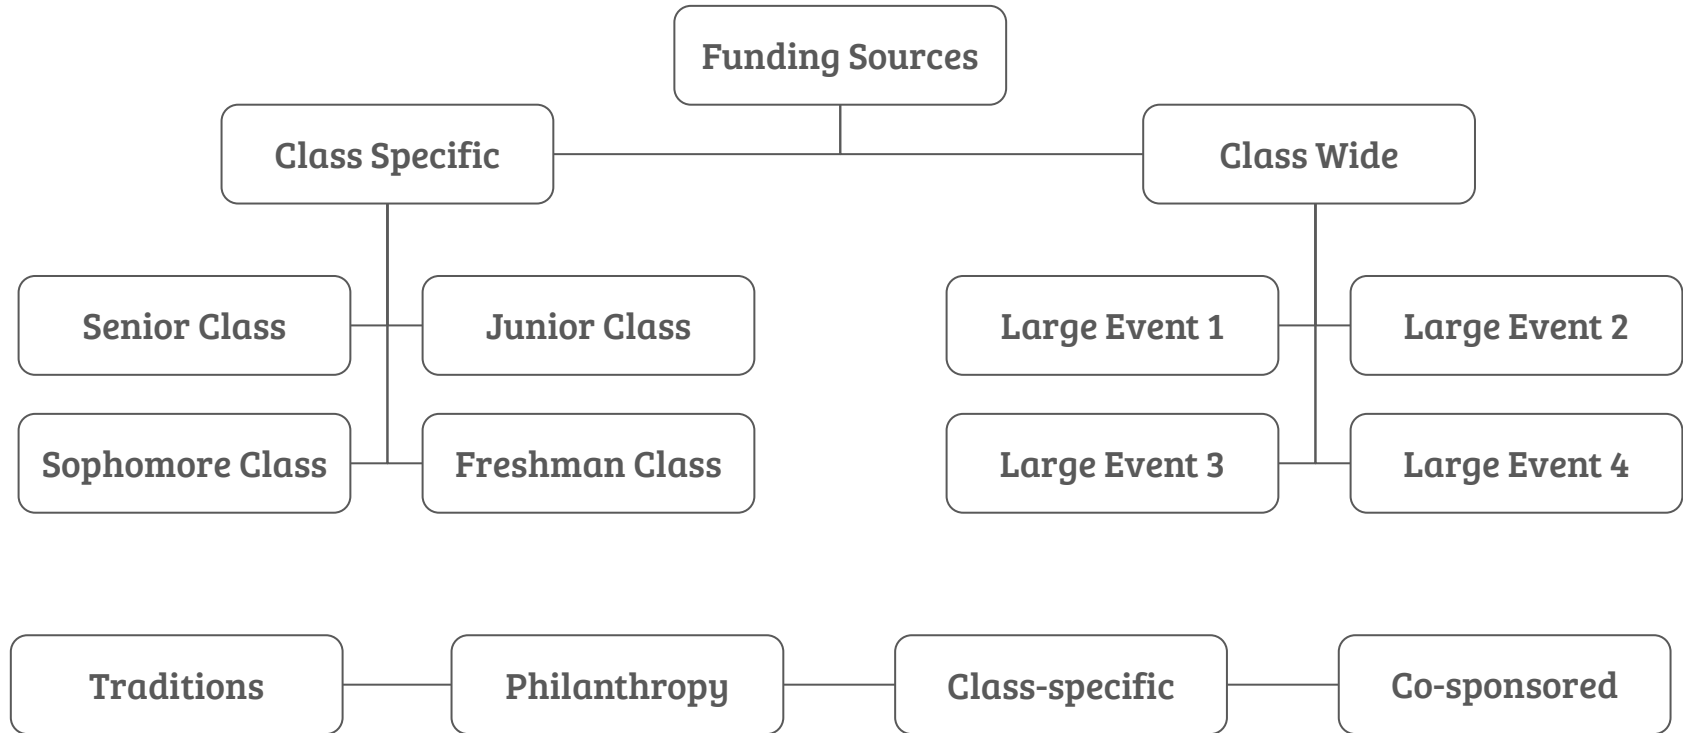 Funding Sources
Class Specific
Class Wide
Senior Class
Junior Class
Large Event 1
Large Event 2
Sophomore Class
Freshman Class
Large Event 3
Large Event 4
Traditions
Philanthropy
Class-specific
Co-sponsored